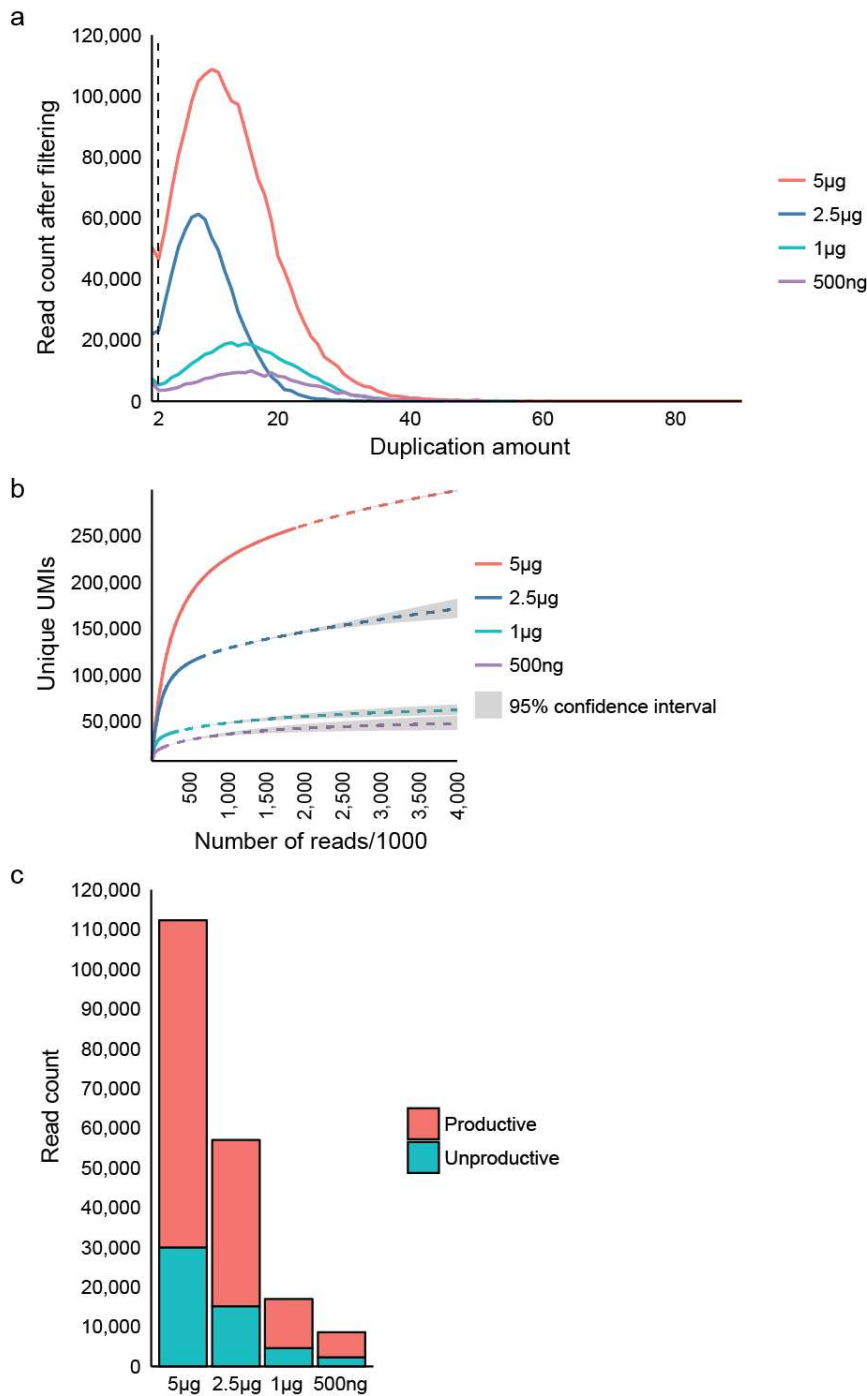 a
120,000
100,000
80,000
60,000
40,000
20,000
0
Read count after filtering
2 20 40 60 80
Duplication amount
5µg
2.5µg
1µg
500ng
b
250,000
200,000
150,000
100,000
50,000
Unique UMIs
500 1,000 1,500 2,000 2,500 3,000 3,500 4,000
Number of reads/1000
5µg
2.5µg
1µg
500ng
95% confidence interval
c
120,000
110,000
100,000
90,000
80,000
70,000
60,000
50,000
40,000
30,000
20,000
10,000
0
Read count
5µg 2.5µg 1µg 500ng
Productive
Unproductive